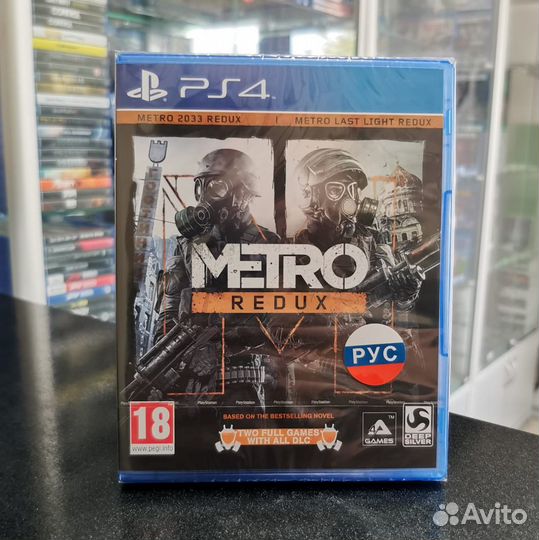 PS4
METRO 2033 REDUX | METRO LAST LIGHT REDUX
METRO
REDUX
РУС
BASED ON THE BESTSELLING NOVEL
TWO FULL GAMES
WITH ALL DLC
18
www.pegi.info
4A GAMES™
DEEP
SILVER
Avito